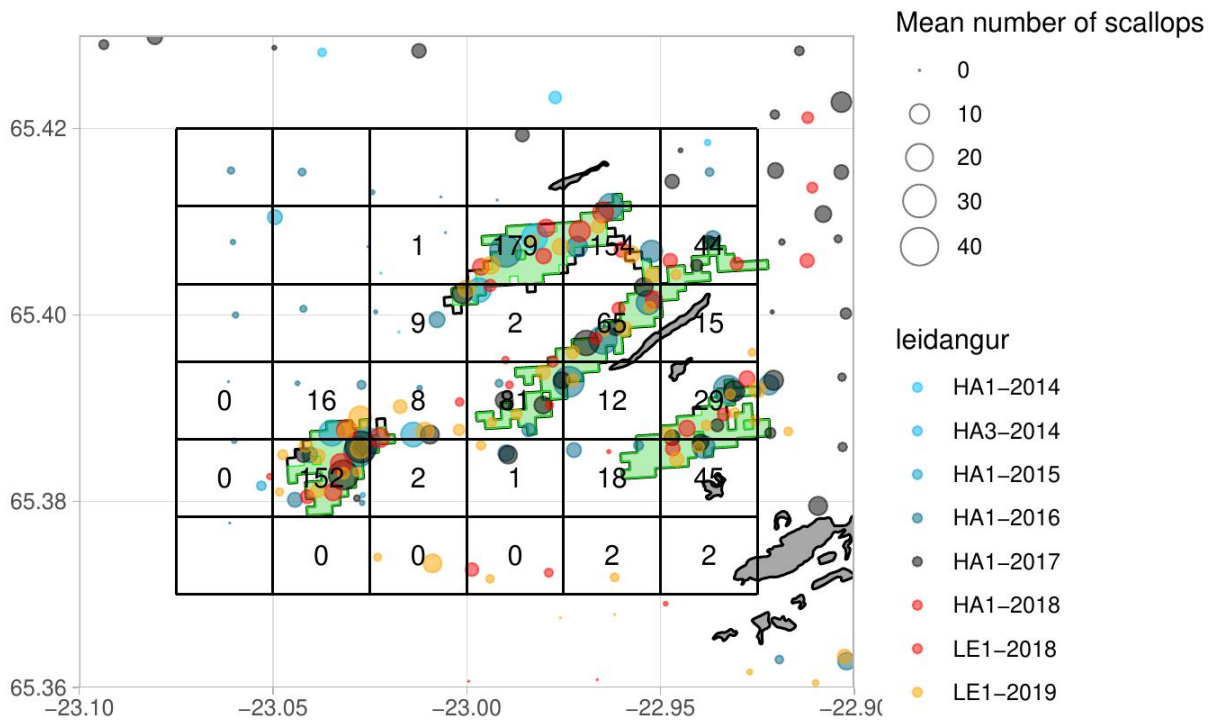 Mean number of scallops
0
10
20
30
40
leidangur
HA1−2014
HA3−2014
HA1−2015
HA1−2016
HA1−2017
HA1−2018
LE1−2018
LE1−2019
65.42
65.40
65.38
65.36
1 179 154 44
9 2 65 15
0 16 8 81 12 29
0 152 2 1 18 45
0 0 0 2 2
−23.10 −23.05 −23.00 −22.95 −22.90